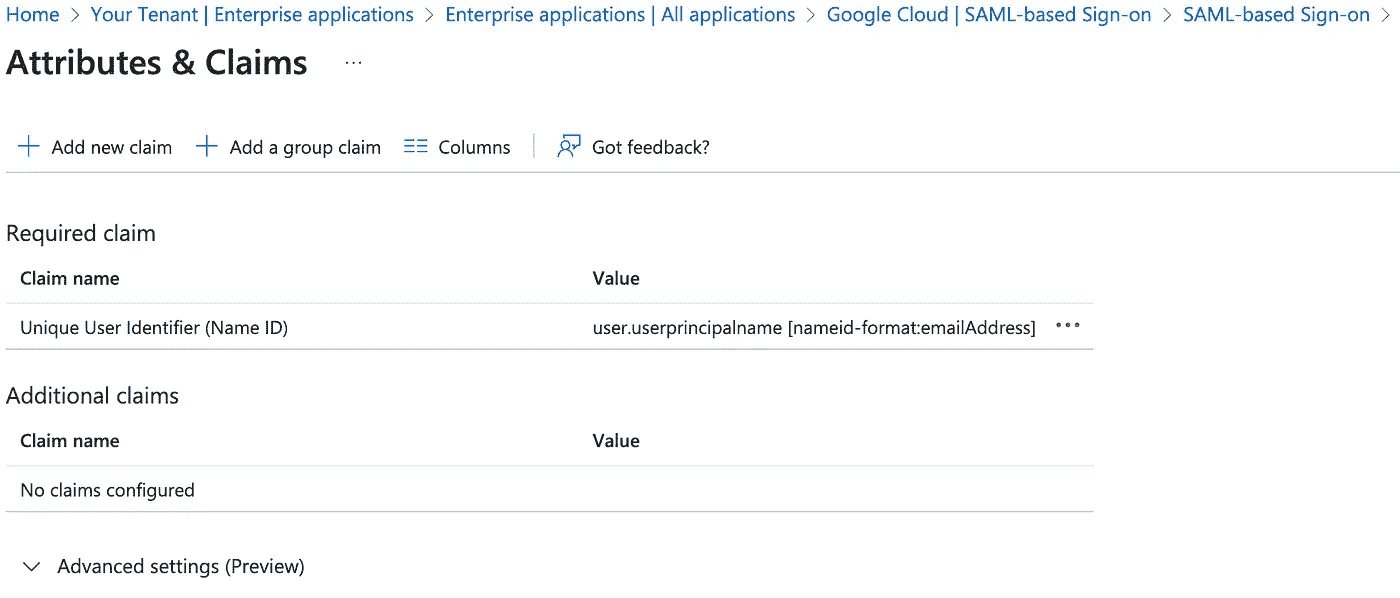 Home > Your Tenant | Enterprise applications > Enterprise applications | All applications > Google Cloud | SAML-based Sign-on > SAML-based Sign-on >
Attributes & Claims ...
Add new claim Add a group claim Columns Got feedback?
Required claim
Claim name Value
Unique User Identifier (Name ID) user.userprincipalname [nameid-format:emailAddress] •••
Additional claims
Claim name Value
No claims configured
Advanced settings (Preview)